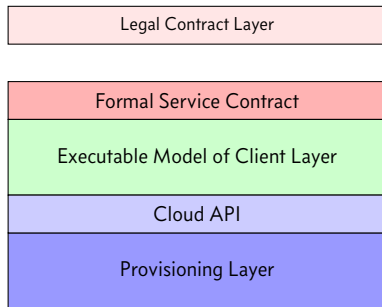 Legal Contract Layer
Formal Service Contract
Executable Model of Client Layer
Cloud API
Provisioning Layer